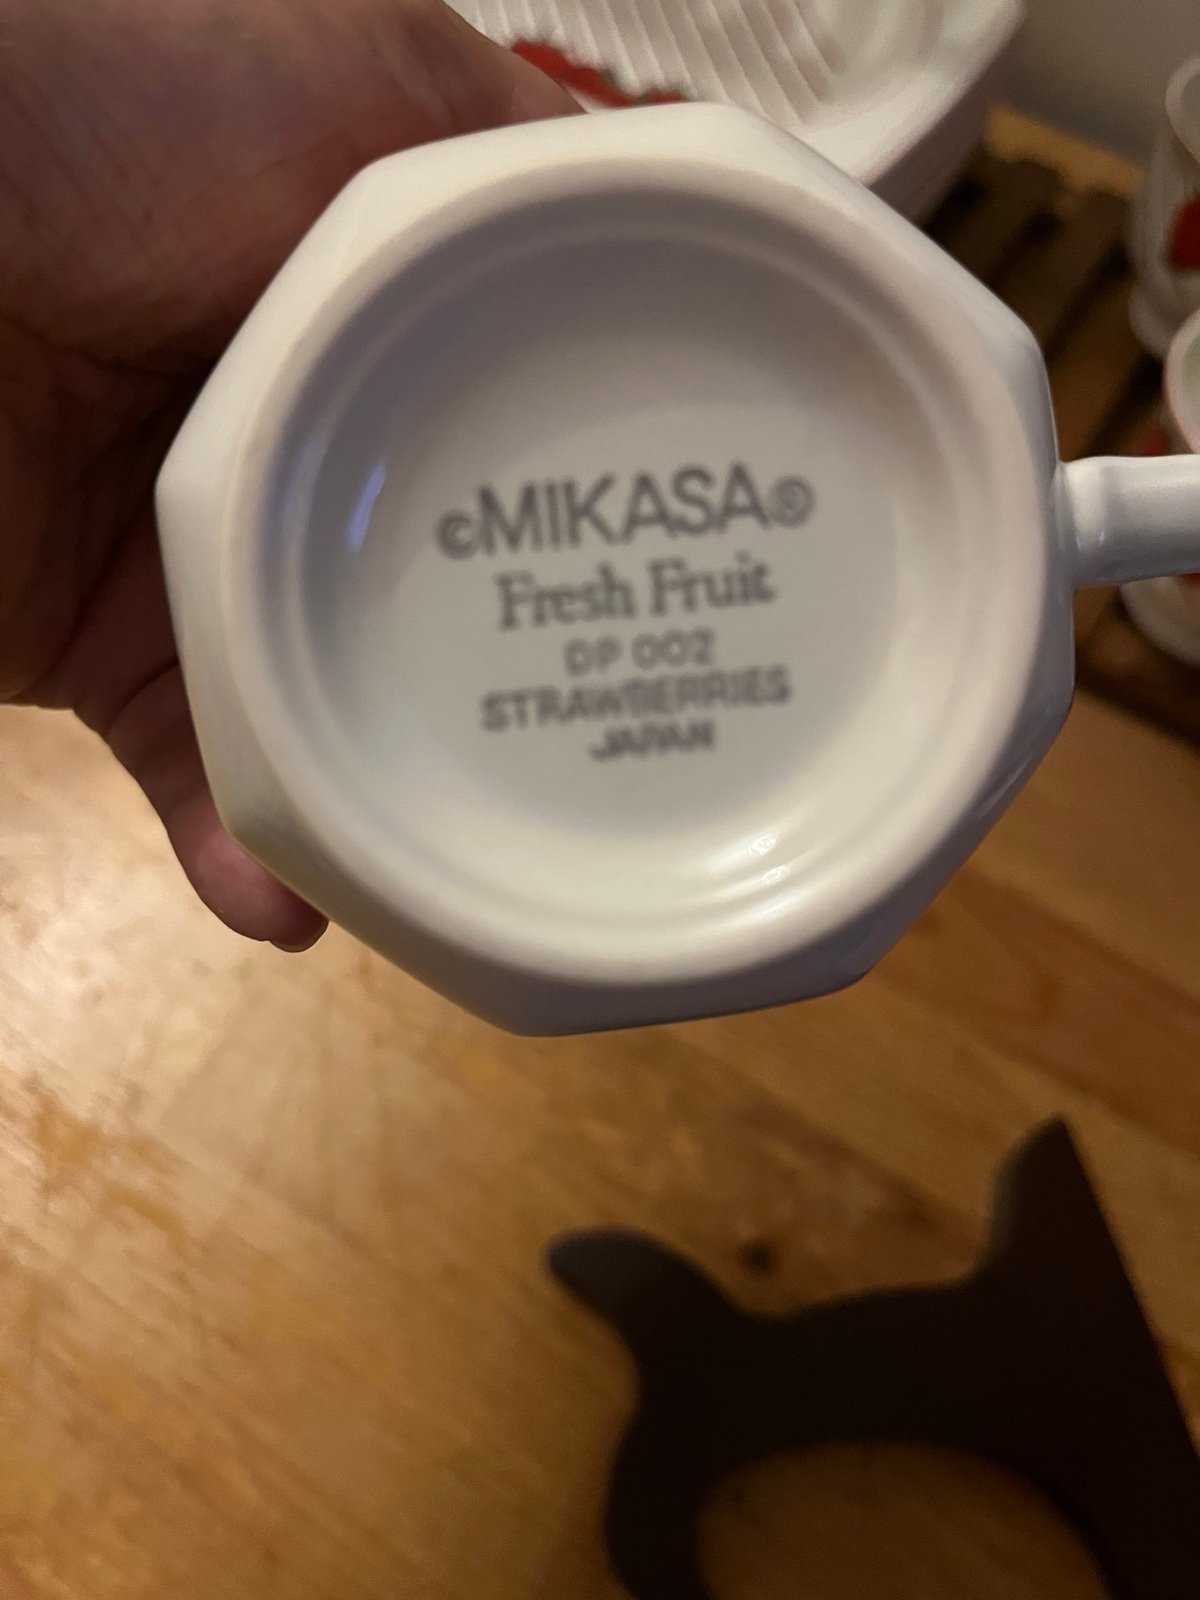 ©MIKASA®
Fresh Fruit
DP 002
STRAWBERRIES
JAPAN